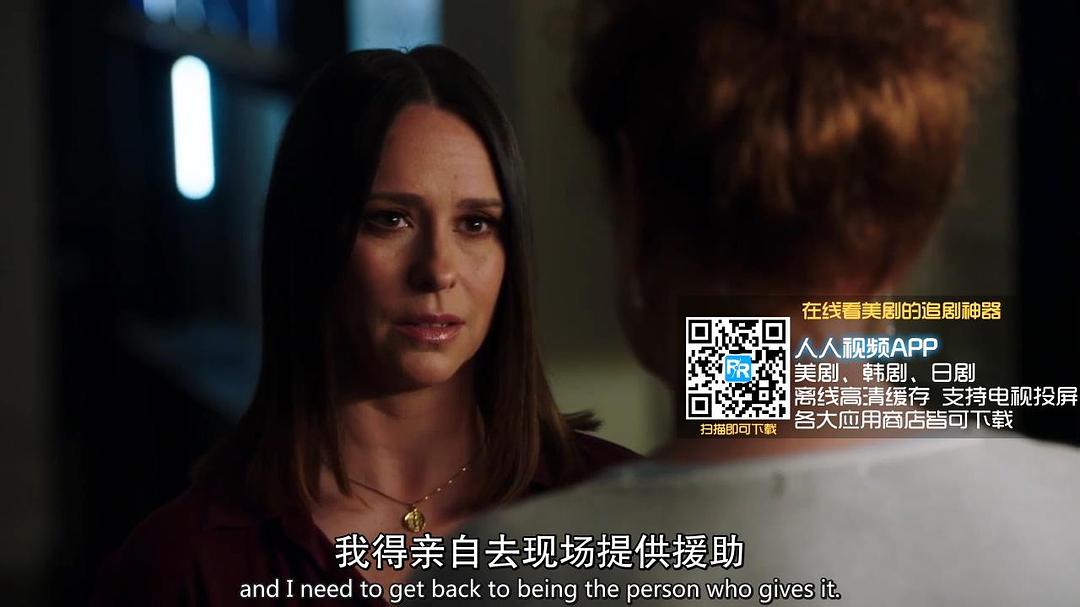 在线看美剧的追剧神器
人人视频APP
美剧、韩剧、日剧
离线高清缓存 支持电视投屏
各大应用商店皆可下载
RR
扫描即可下载
我得亲自去现场提供援助
and I need to get back to being the person who gives it.